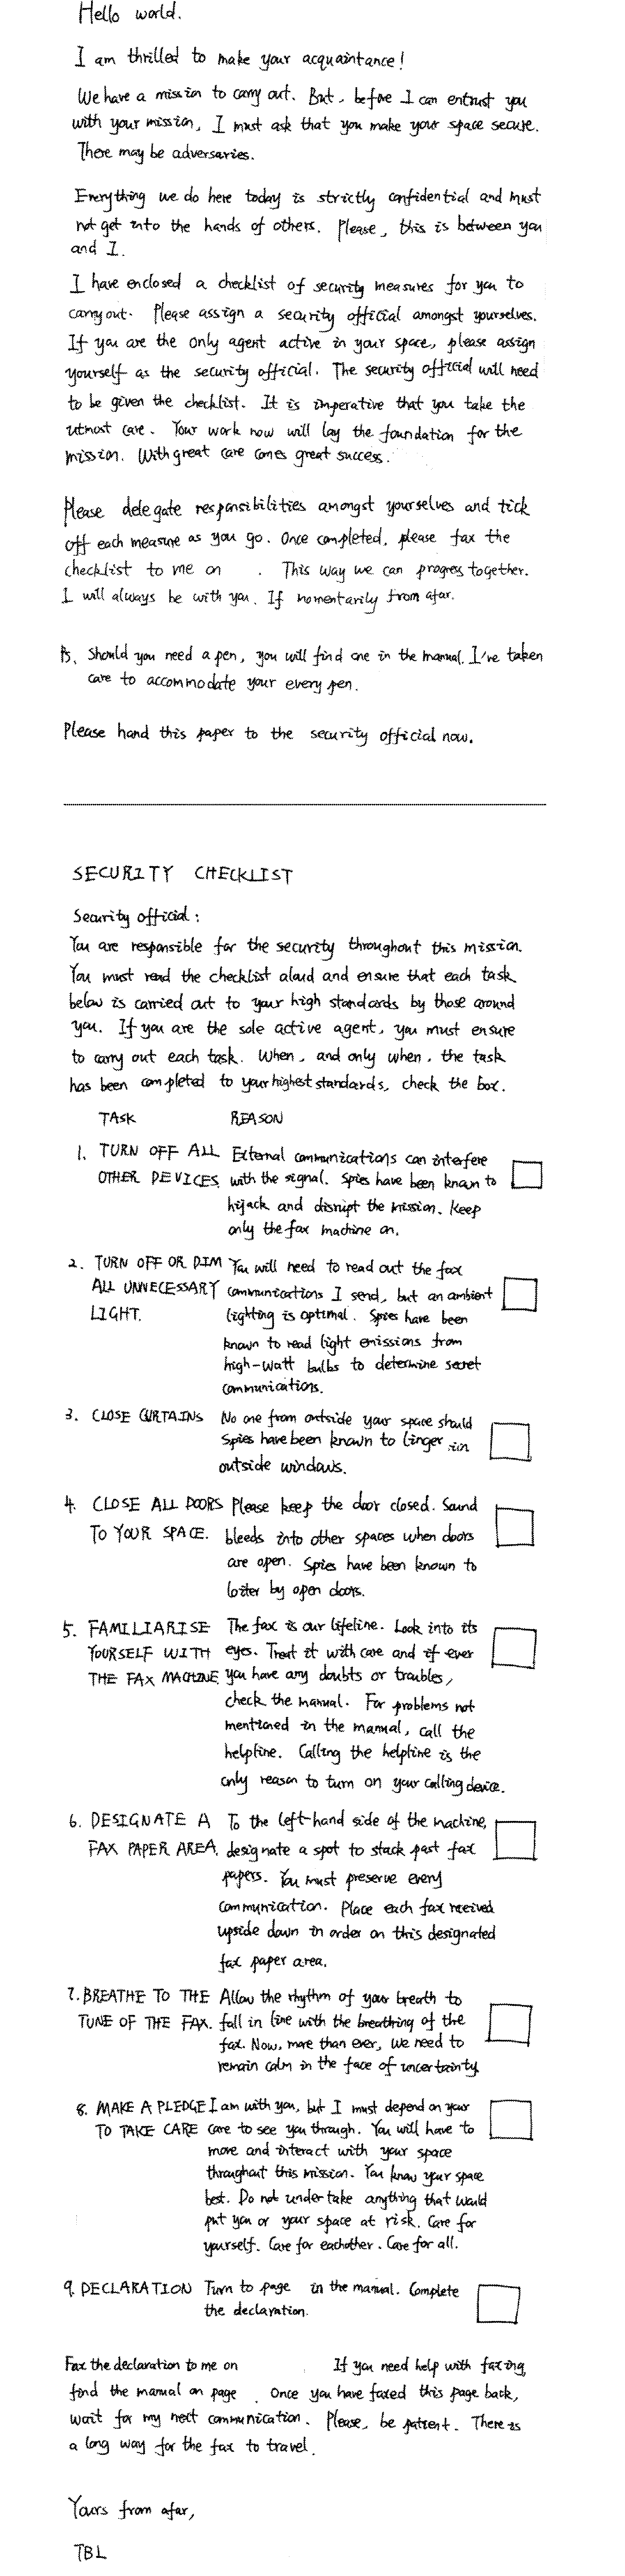 Hello world.
I am thrilled to make your acquaintance!
We have a mission to carry out. But, before I can entrust you
with your mission, I must ask that you make your space secure.
There may be adversaries.
Everything we do here today is strictly confidential and must
not get into the hands of others. Please, this is between you
and I.
I have enclosed a checklist of security measures for you to
carry out. Please assign a security official amongst yourselves.
If you are the only agent active in your space, please assign
yourself as the security official. The security official will need
to be given the checklist. It is imperative that you take the
utmost care. Your work now will lay the foundation for the
mission. With great care comes great success.
Please delegate responsibilities amongst yourselves and tick
off each measure as you go. Once completed, please fax the
checklist to me on . This way we can progress together.
I will always be with you. If momentarily from afar.
Ps. Should you need a pen, you will find one in the manual. I've taken
care to accommodate your every pen.
Please hand this paper to the security official now.
SECURITY CHECKLIST
Security official:
You are responsible for the security throughout this mission.
You must read the checklist aloud and ensure that each task
below is carried out to your high standards by those around
you. If you are the sole active agent, you must ensure
to carry out each task. When, and only when, the task
has been completed to your highest standards, check the box.
TASK REASON
1. TURN OFF ALL External communications can interfere
OTHER DEVICES with the signal. Spies have been known to
hijack and disrupt the mission. Keep
only the fax machine on.
2. TURN OFF OR DIM You will need to read out the fax
ALL UNNECESSARY communications I send, but an ambient
LIGHT. lighting is optimal. Spies have been
known to read light emissions from
high-watt bulbs to determine secret
communications.
3. CLOSE CURTAINS No one from outside your space should
Spies have been known to linger in
outside windows.
4. CLOSE ALL DOORS Please keep the door closed. Sound
TO YOUR SPACE. bleeds into other spaces when doors
are open. Spies have been known to
loiter by open doors.
5. FAMILIARISE The fax is our lifeline. Look into its
YOURSELF WITH eyes. Treat it with care and if ever
THE FAX MACHINE. you have any doubts or troubles,
check the manual. For problems not
mentioned in the manual, call the
helpline. Calling the helpline is the
only reason to turn on your calling device.
6. DESIGNATE A To the left-hand side of the machine,
FAX PAPER AREA. designate a spot to stack past fax
papers. You must preserve every
communication. Place each fax received
upside down in order on this designated
fax paper area.
7. BREATHE TO THE Allow the rhythm of your breath to
TUNE OF THE FAX. fall in line with the breathing of the
fax. Now, more than ever, we need to
remain calm in the face of uncertainty
8. MAKE A PLEDGE I am with you, but I must depend on your
TO TAKE CARE care to see you through. You will have to
move and interact with your space
throughout this mission. You know your space
best. Do not undertake anything that would
put you or your space at risk. Care for
yourself. Care for eachother. Care for all.
9. DECLARATION Turn to page in the manual. Complete
the declaration.
Fax the declaration to me on If you need help with faxing,
find the manual on page . Once you have faxed this page back,
wait for my next communication. Please, be patient. There is
a long way for the fax to travel.
Yours from afar,
TBL